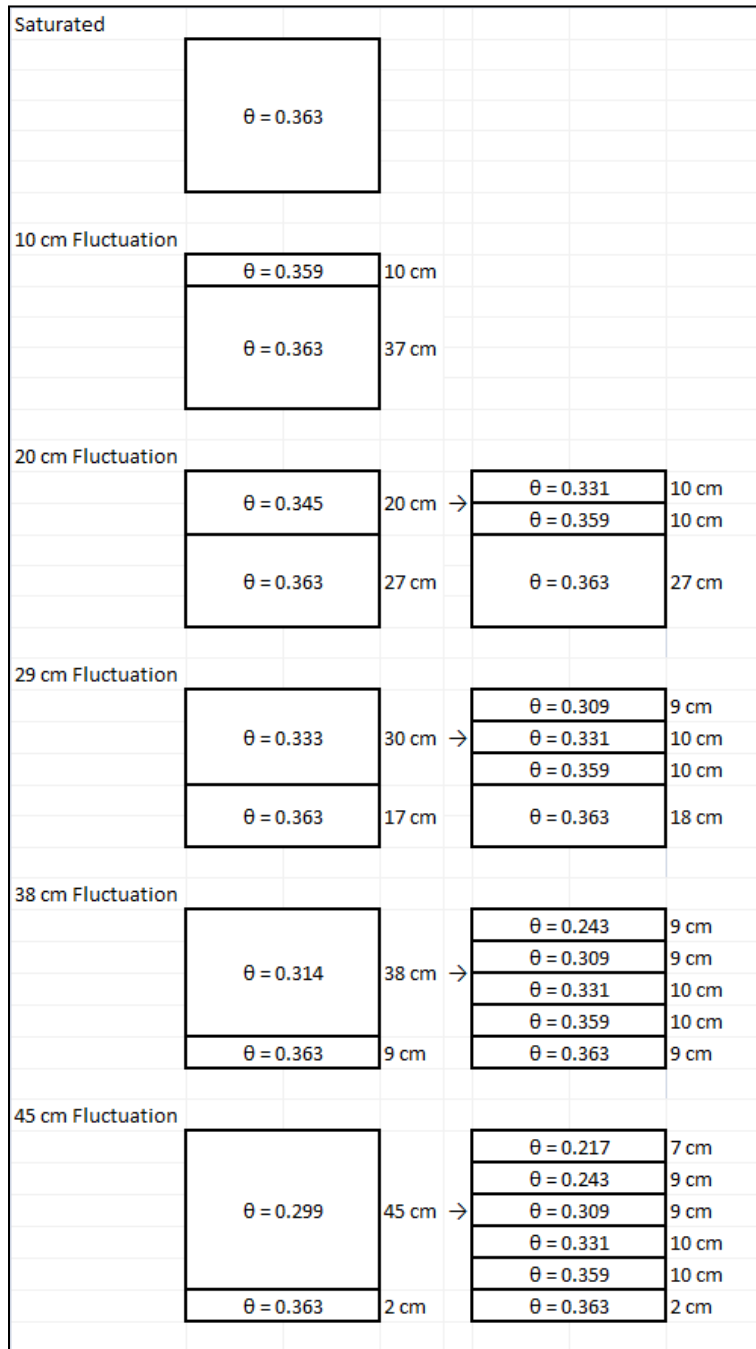 Saturated
θ = 0.363
10 cm Fluctuation
θ = 0.359 10 cm
θ = 0.363 37 cm
20 cm Fluctuation
θ = 0.345 20 cm → θ = 0.331 10 cm
θ = 0.359 10 cm
θ = 0.363 27 cm θ = 0.363 27 cm
29 cm Fluctuation
θ = 0.309 9 cm
θ = 0.333 30 cm → θ = 0.331 10 cm
θ = 0.359 10 cm
θ = 0.363 17 cm θ = 0.363 18 cm
38 cm Fluctuation
θ = 0.243 9 cm
θ = 0.309 9 cm
θ = 0.314 38 cm → θ = 0.331 10 cm
θ = 0.359 10 cm
θ = 0.363 9 cm θ = 0.363 9 cm
45 cm Fluctuation
θ = 0.217 7 cm
θ = 0.243 9 cm
θ = 0.299 45 cm → θ = 0.309 9 cm
θ = 0.331 10 cm
θ = 0.359 10 cm
θ = 0.363 2 cm θ = 0.363 2 cm